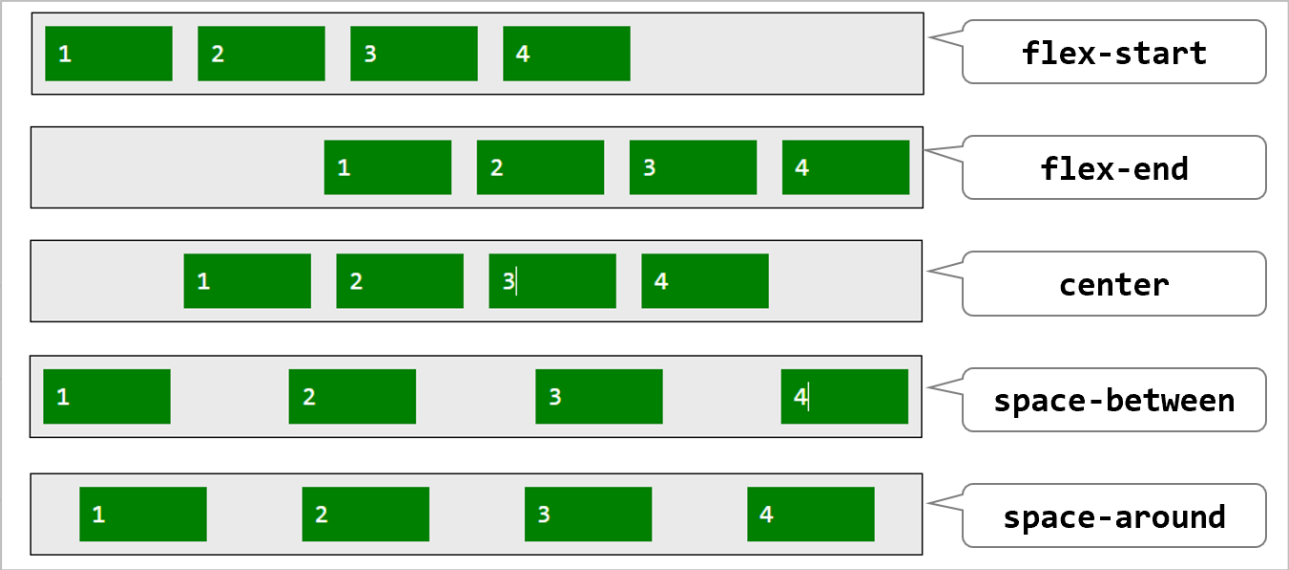 1 2 3 4 flex-start
1 2 3 4 flex-end
1 2 3 4 center
1 2 3 4 space-between
1 2 3 4 space-around